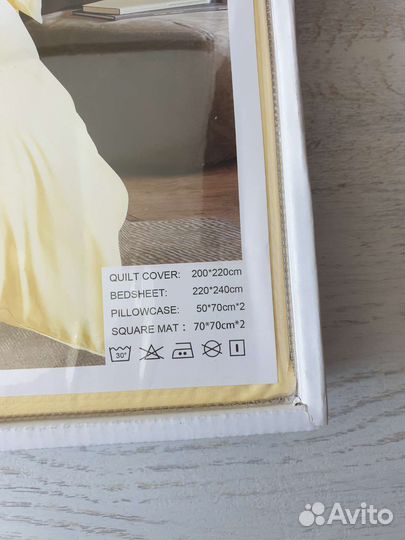 QUILT COVER: 200*220cm
BEDSHEET: 220*240cm
PILLOWCASE: 50*70cm*2
SQUARE MAT: 70*70cm*2
30°
Avito